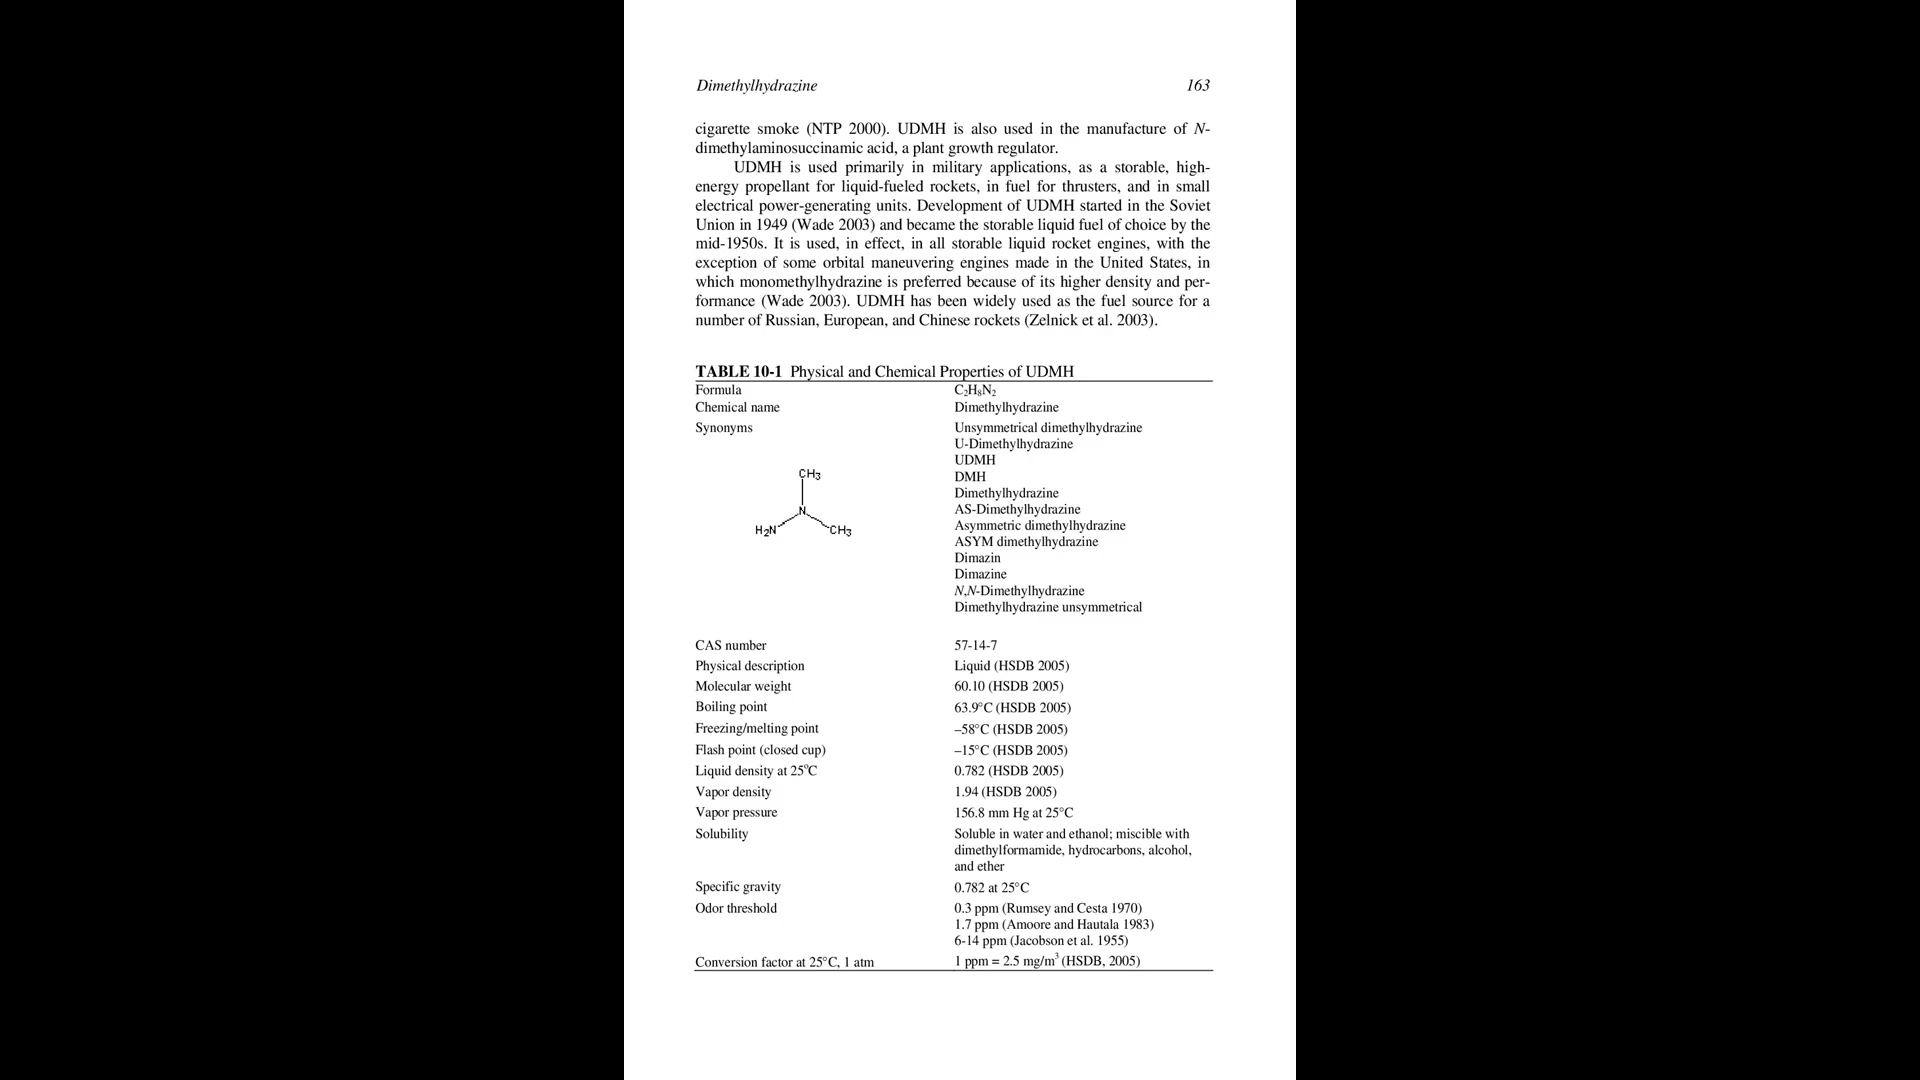 Dimethylhydrazine 163
cigarette smoke (NTP 2000). UDMH is also used in the manufacture of N-
dimethylaminosuccinamic acid, a plant growth regulator.
UDMH is used primarily in military applications, as a storable, high-
energy propellant for liquid-fueled rockets, in fuel for thrusters, and in small
electrical power-generating units. Development of UDMH started in the Soviet
Union in 1949 (Wade 2003) and became the storable liquid fuel of choice by the
mid-1950s. It is used, in effect, in all storable liquid rocket engines, with the
exception of some orbital maneuvering engines made in the United States, in
which monomethylhydrazine is preferred because of its higher density and per-
formance (Wade 2003). UDMH has been widely used as the fuel source for a
number of Russian, European, and Chinese rockets (Zelnick et al. 2003).
TABLE 10-1 Physical and Chemical Properties of UDMH
Formula C₂H₈N₂
Chemical name Dimethylhydrazine
Synonyms Unsymmetrical dimethylhydrazine
U-Dimethylhydrazine
UDMH
CH₃ DMH
Dimethylhydrazine
N AS-Dimethylhydrazine
Asymmetric dimethylhydrazine
H₂N CH₃ ASYM dimethylhydrazine
Dimazin
Dimazine
N,N-Dimethylhydrazine
Dimethylhydrazine unsymmetrical
CAS number 57-14-7
Physical description Liquid (HSDB 2005)
Molecular weight 60.10 (HSDB 2005)
Boiling point 63.9°C (HSDB 2005)
Freezing/melting point –58°C (HSDB 2005)
Flash point (closed cup) –15°C (HSDB 2005)
Liquid density at 25°C 0.782 (HSDB 2005)
Vapor density 1.94 (HSDB 2005)
Vapor pressure 156.8 mm Hg at 25°C
Solubility Soluble in water and ethanol; miscible with
dimethylformamide, hydrocarbons, alcohol,
and ether
Specific gravity 0.782 at 25°C
Odor threshold 0.3 ppm (Rumsey and Cesta 1970)
1.7 ppm (Amoore and Hautala 1983)
6-14 ppm (Jacobson et al. 1955)
Conversion factor at 25°C, 1 atm 1 ppm = 2.5 mg/m³ (HSDB, 2005)